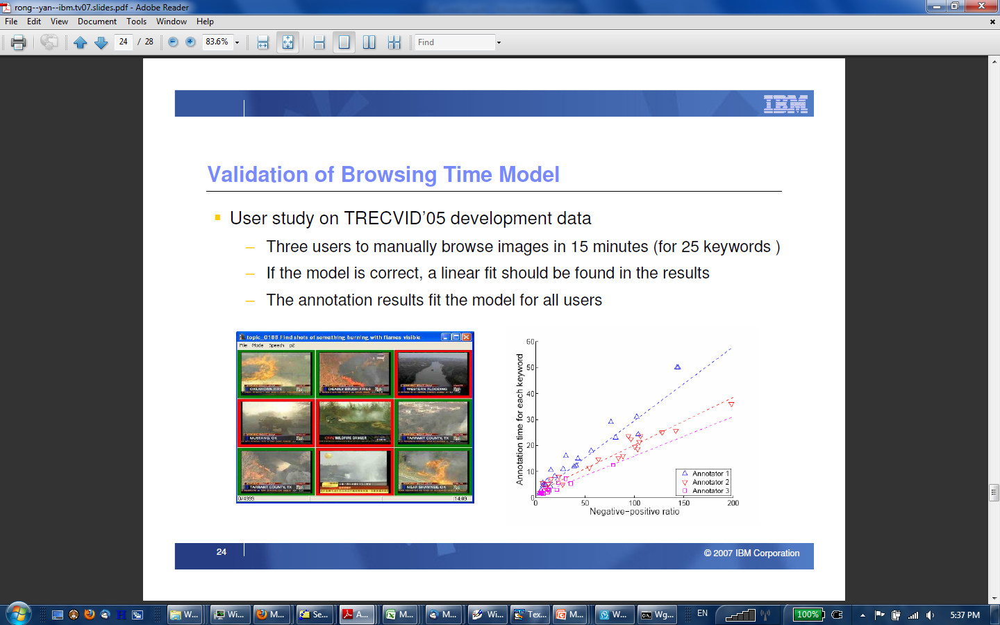 rong--yan--ibm.tv07.slides.pdf - Adobe Reader
File Edit View Document Tools Window Help
24 / 28 83.6% Find
IBM
Validation of Browsing Time Model
User study on TRECVID'05 development data
– Three users to manually browse images in 15 minutes (for 25 keywords )
– If the model is correct, a linear fit should be found in the results
– The annotation results fit the model for all users
topic_0188 Find shots of something burning with flames visible
File Mode Speech p2
OKLAHOMA FIRE DEADLY BRUSH FIRES WESTERN FLOODING
MUSTANG, OK WILDFIRE DANGER TARRANT COUNTY, TX
TARRANT COUNTY, TX NEAR SHAWNEE, OK
0/4999 14:09
Annotation time for each keyword
60
50
40
30
20
10
0
0 50 100 150 200
Negative-positive ratio
Annotator 1
Annotator 2
Annotator 3
24
© 2007 IBM Corporation
W... Wi... M... Se... A... M... M... Wi... Tex... M... W... Wg... EN 100% 5:37 PM